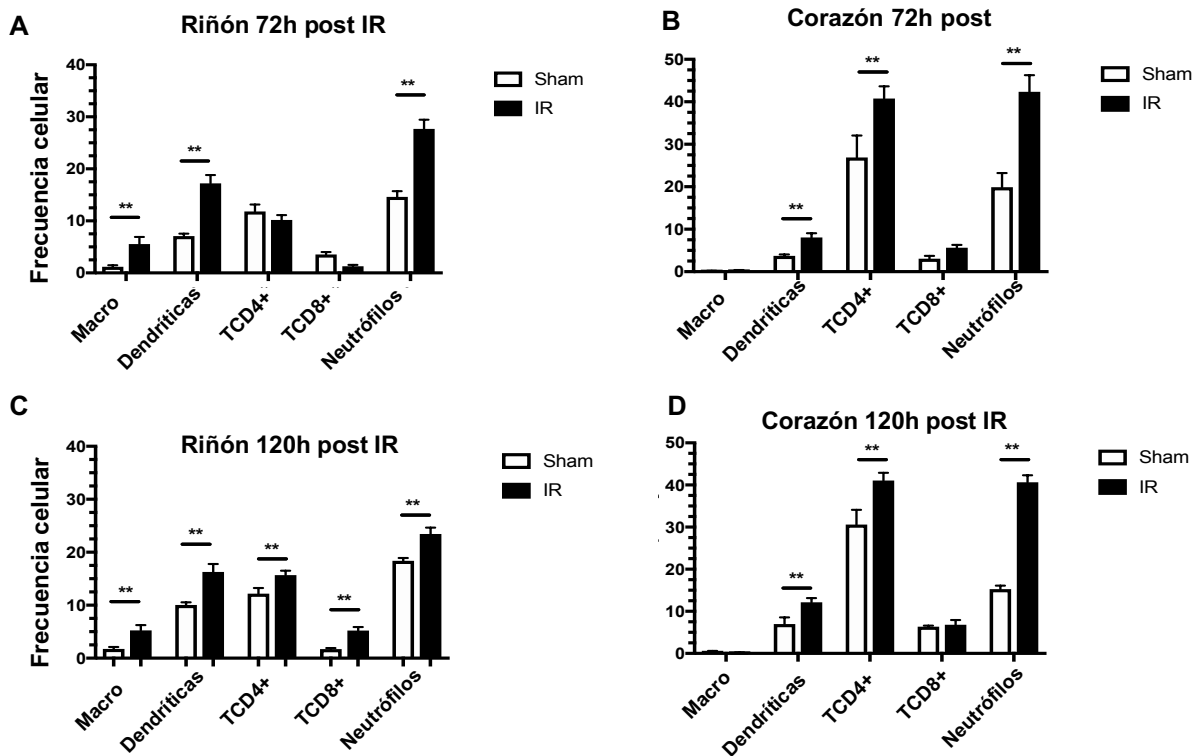 A
Riñón 72h post IR
Frecuencia celular
40
30
20
10
0
**
**
**
Macro
Dendríticas
TCD4+
TCD8+
Neutrófilos
Sham
IR
B
Corazón 72h post
50
40
30
20
10
0
**
**
**
Macro
Dendríticas
TCD4+
TCD8+
Neutrófilos
Sham
IR
C
Riñón 120h post IR
Frecuencia celular
40
30
20
10
0
**
**
**
**
**
Macro
Dendríticas
TCD4+
TCD8+
Neutrófilos
Sham
IR
D
Corazón 120h post IR
50
40
30
20
10
0
**
**
**
Macro
Dendríticas
TCD4+
TCD8+
Neutrófilos
Sham
IR